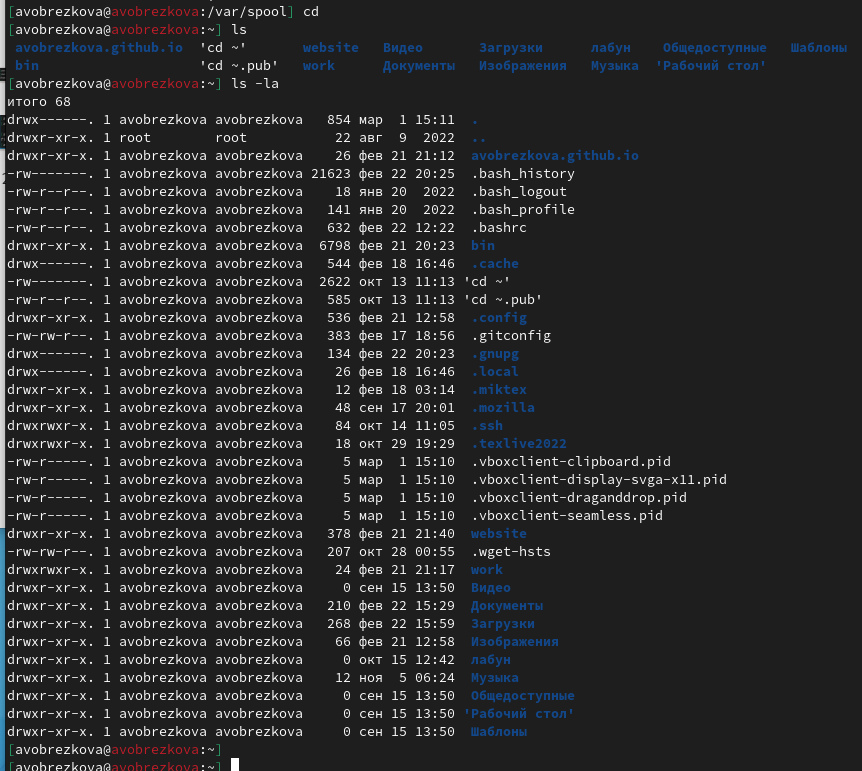 [avobrezkova@avobrezkova:/var/spool] cd
[avobrezkova@avobrezkova:~] ls
avobrezkova.github.io 'cd ~' website Видео Загрузки лабун Общедоступные Шаблоны
bin 'cd ~.pub' work Документы Изображения Музыка 'Рабочий стол'
[avobrezkova@avobrezkova:~] ls -la
итого 68
drwx------. 1 avobrezkova avobrezkova 854 мар 1 15:11 .
drwxr-xr-x. 1 root root 22 авг 9 2022 ..
drwxr-xr-x. 1 avobrezkova avobrezkova 26 фев 21 21:12 avobrezkova.github.io
-rw-------. 1 avobrezkova avobrezkova 21623 фев 22 20:25 .bash_history
-rw-r--r--. 1 avobrezkova avobrezkova 18 янв 20 2022 .bash_logout
-rw-r--r--. 1 avobrezkova avobrezkova 141 янв 20 2022 .bash_profile
-rw-r--r--. 1 avobrezkova avobrezkova 632 фев 22 12:22 .bashrc
drwxr-xr-x. 1 avobrezkova avobrezkova 6798 фев 21 20:23 bin
drwx------. 1 avobrezkova avobrezkova 544 фев 18 16:46 .cache
-rw-------. 1 avobrezkova avobrezkova 2622 окт 13 11:13 'cd ~'
-rw-r--r--. 1 avobrezkova avobrezkova 585 окт 13 11:13 'cd ~.pub'
drwxr-xr-x. 1 avobrezkova avobrezkova 536 фев 21 12:58 .config
-rw-rw-r--. 1 avobrezkova avobrezkova 383 фев 17 18:56 .gitconfig
drwx------. 1 avobrezkova avobrezkova 134 фев 22 20:23 .gnupg
drwx------. 1 avobrezkova avobrezkova 26 фев 18 16:46 .local
drwxr-xr-x. 1 avobrezkova avobrezkova 12 фев 18 03:14 .miktex
drwxr-xr-x. 1 avobrezkova avobrezkova 48 сен 17 20:01 .mozilla
drwxrwxr-x. 1 avobrezkova avobrezkova 84 окт 14 11:05 .ssh
drwxrwxr-x. 1 avobrezkova avobrezkova 18 окт 29 19:29 .texlive2022
-rw-r-----. 1 avobrezkova avobrezkova 5 мар 1 15:10 .vboxclient-clipboard.pid
-rw-r-----. 1 avobrezkova avobrezkova 5 мар 1 15:10 .vboxclient-display-svga-x11.pid
-rw-r-----. 1 avobrezkova avobrezkova 5 мар 1 15:10 .vboxclient-draganddrop.pid
-rw-r-----. 1 avobrezkova avobrezkova 5 мар 1 15:10 .vboxclient-seamless.pid
drwxr-xr-x. 1 avobrezkova avobrezkova 378 фев 21 21:40 website
-rw-rw-r--. 1 avobrezkova avobrezkova 207 окт 28 00:55 .wget-hsts
drwxrwxr-x. 1 avobrezkova avobrezkova 24 фев 21 21:17 work
drwxr-xr-x. 1 avobrezkova avobrezkova 0 сен 15 13:50 Видео
drwxr-xr-x. 1 avobrezkova avobrezkova 210 фев 22 15:29 Документы
drwxr-xr-x. 1 avobrezkova avobrezkova 268 фев 22 15:59 Загрузки
drwxr-xr-x. 1 avobrezkova avobrezkova 66 фев 21 12:58 Изображения
drwxr-xr-x. 1 avobrezkova avobrezkova 0 окт 15 12:42 лабун
drwxr-xr-x. 1 avobrezkova avobrezkova 12 ноя 5 06:24 Музыка
drwxr-xr-x. 1 avobrezkova avobrezkova 0 сен 15 13:50 Общедоступные
drwxr-xr-x. 1 avobrezkova avobrezkova 0 сен 15 13:50 'Рабочий стол'
drwxr-xr-x. 1 avobrezkova avobrezkova 0 сен 15 13:50 Шаблоны
[avobrezkova@avobrezkova:~]
[avobrezkova@avobrezkova:~]